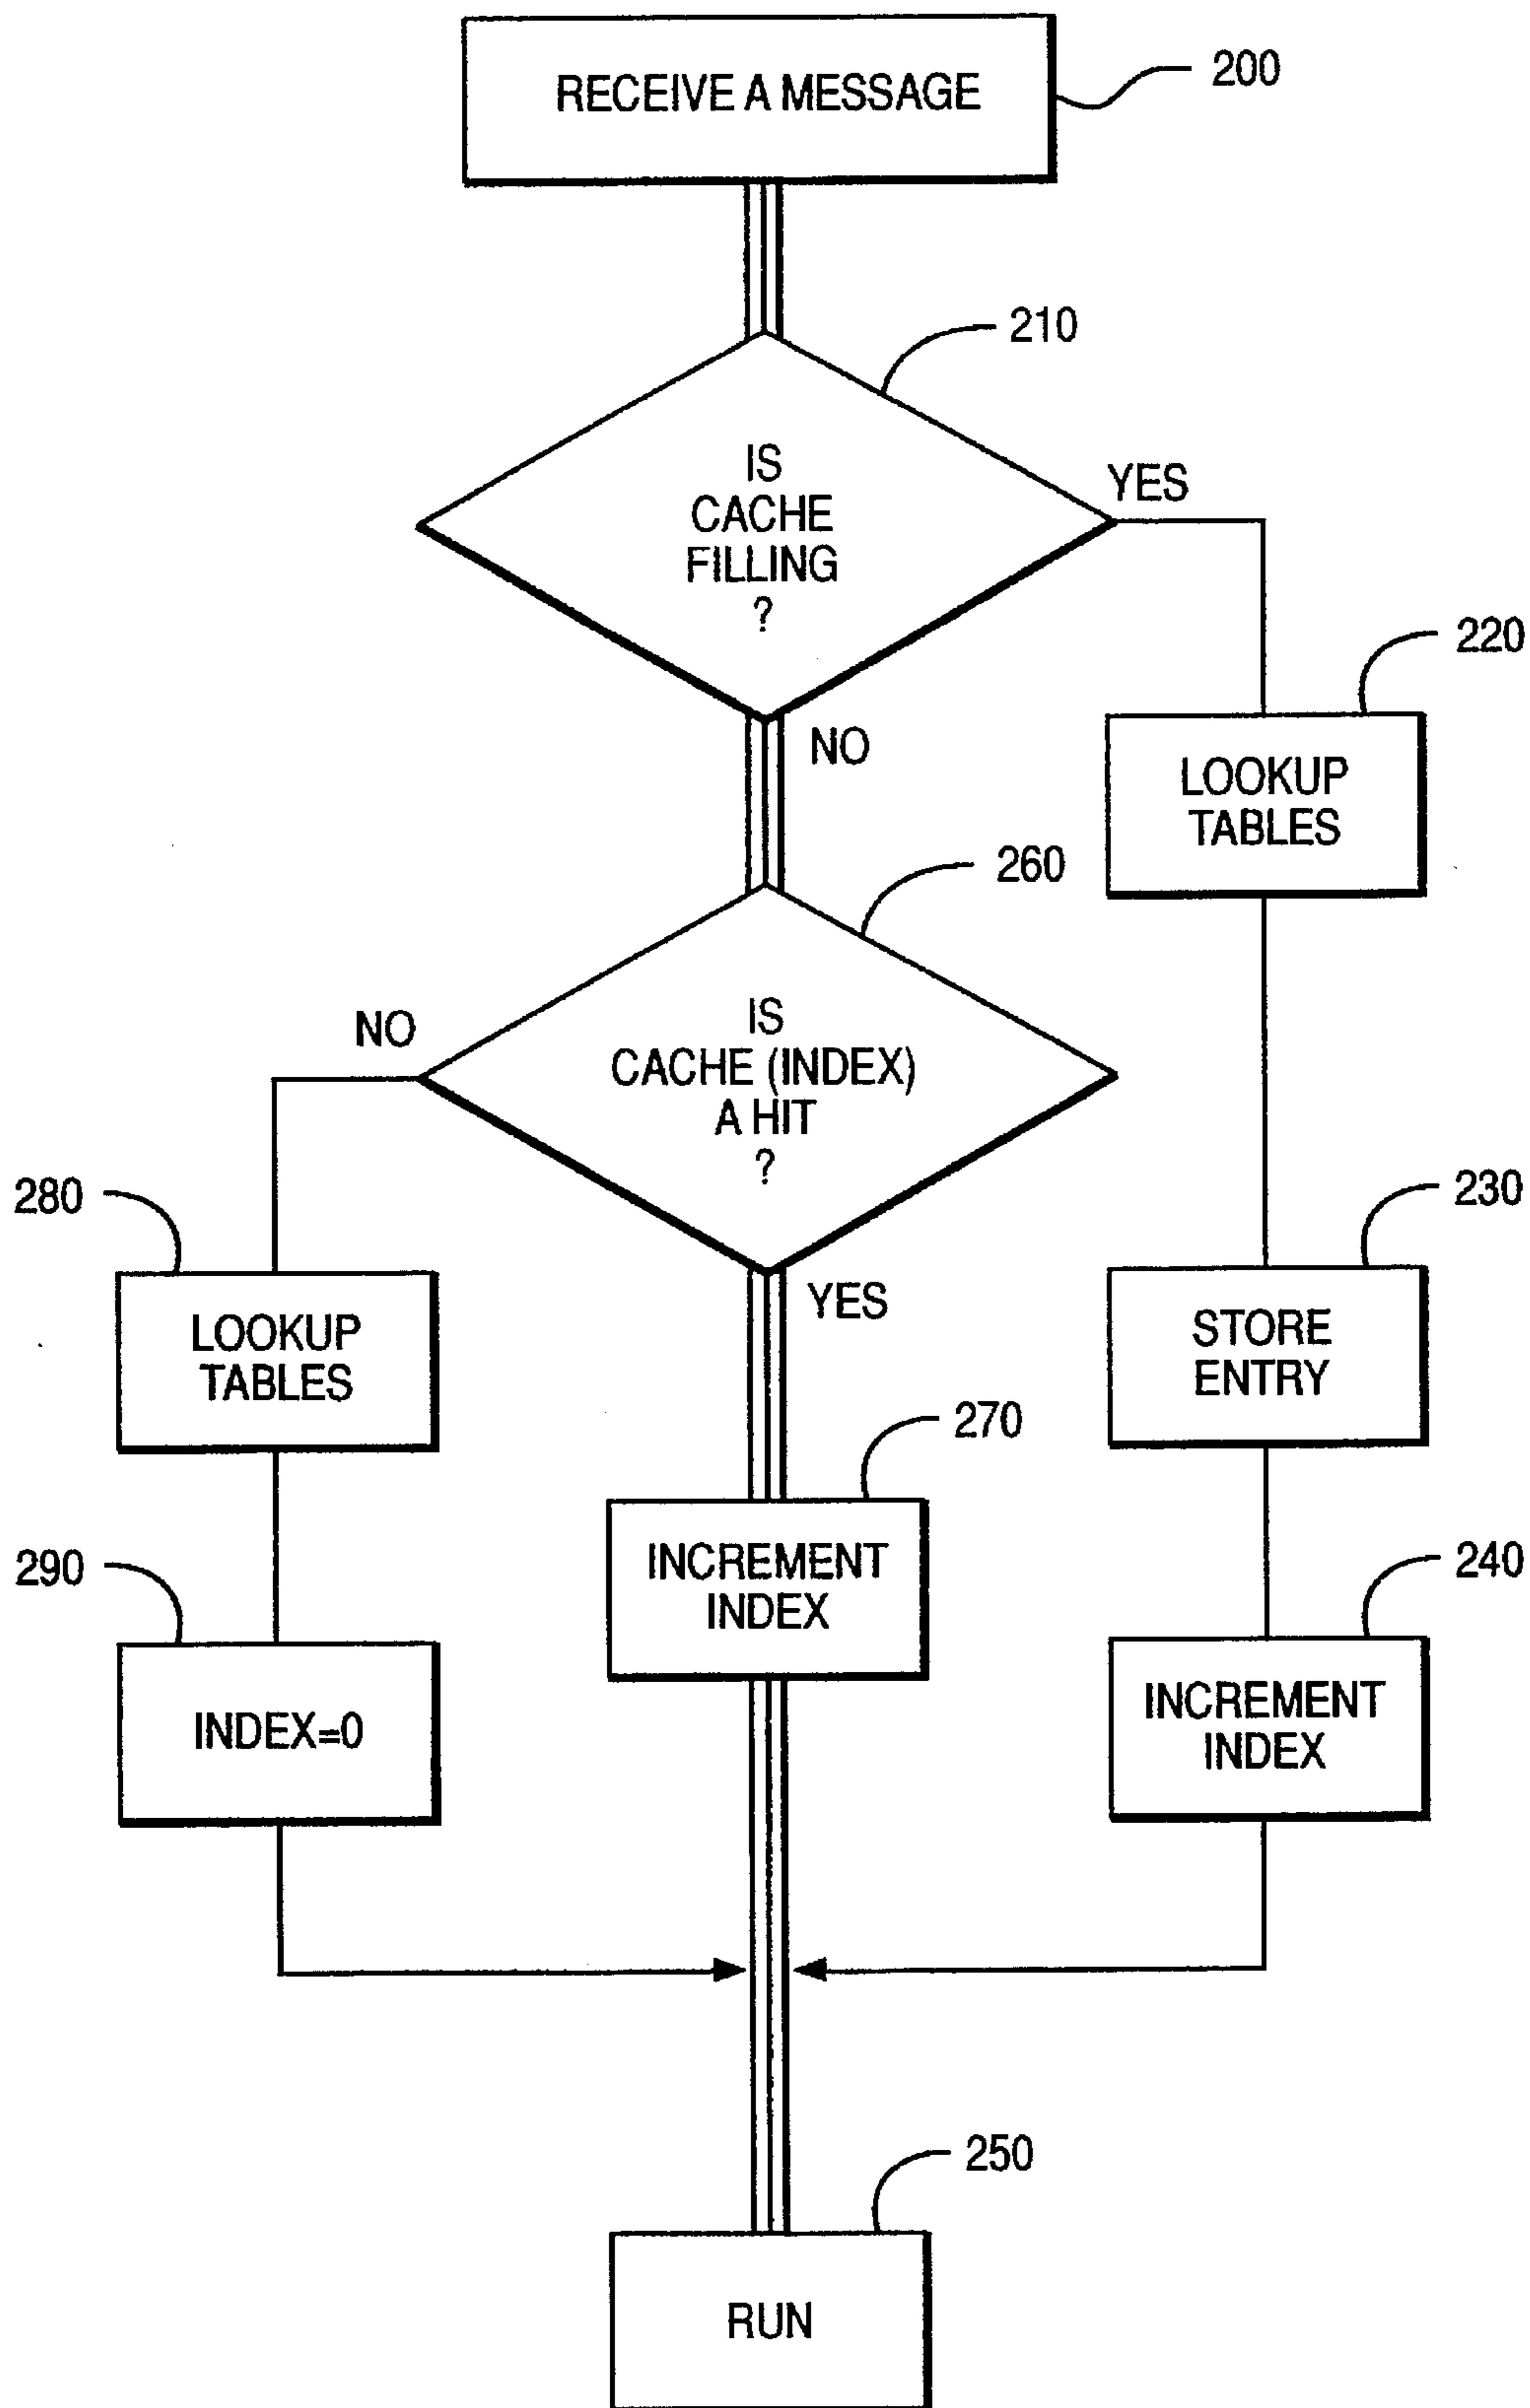 RECEIVE A MESSAGE
200
210
IS
CACHE
FILLING
?
YES
NO
220
LOOKUP
TABLES
260
IS
CACHE (INDEX)
A HIT
?
NO
YES
280
LOOKUP
TABLES
230
STORE
ENTRY
270
INCREMENT
INDEX
290
INDEX=0
240
INCREMENT
INDEX
250
RUN